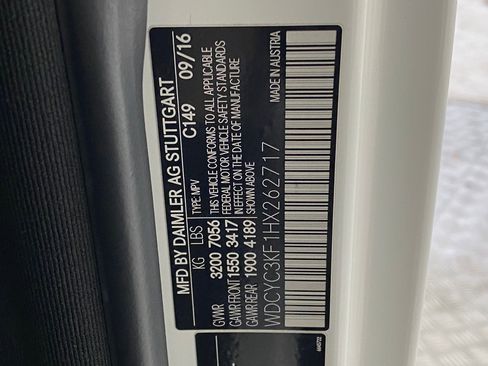 MFD BY DAIMLER AG STUTTGART
C149 09/16
KG LBS TYPE: MPV
GVWR 3200 7056 THIS VEHICLE CONFORMS TO ALL APPLICABLE
GAWR FRONT 1550 3417 FEDERAL MOTOR VEHICLE SAFETY STANDARDS
GAWR REAR 1900 4189 IN EFFECT ON THE DATE OF MANUFACTURE
SHOWN ABOVE.
WDCYC3KF1HX262717 MADE IN AUSTRIA